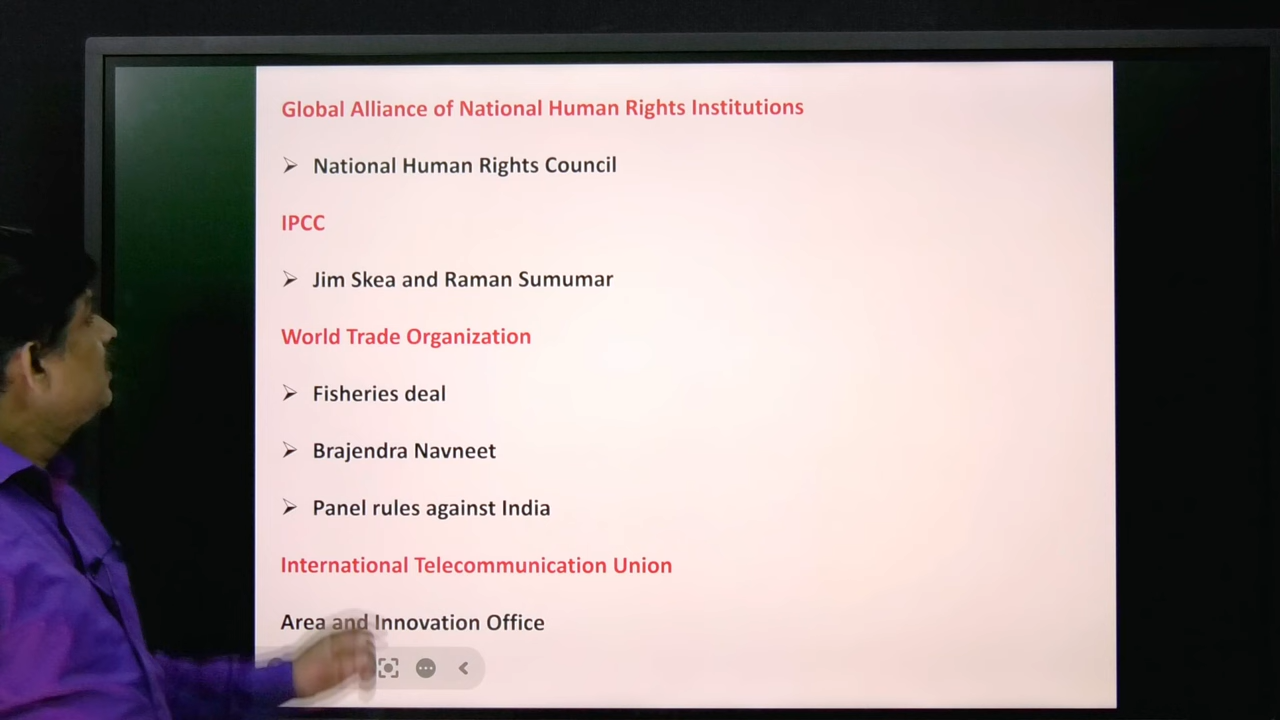 Global Alliance of National Human Rights Institutions
➢ National Human Rights Council
IPCC
➢ Jim Skea and Raman Sumumar
World Trade Organization
➢ Fisheries deal
➢ Brajendra Navneet
➢ Panel rules against India
International Telecommunication Union
Area and Innovation Office